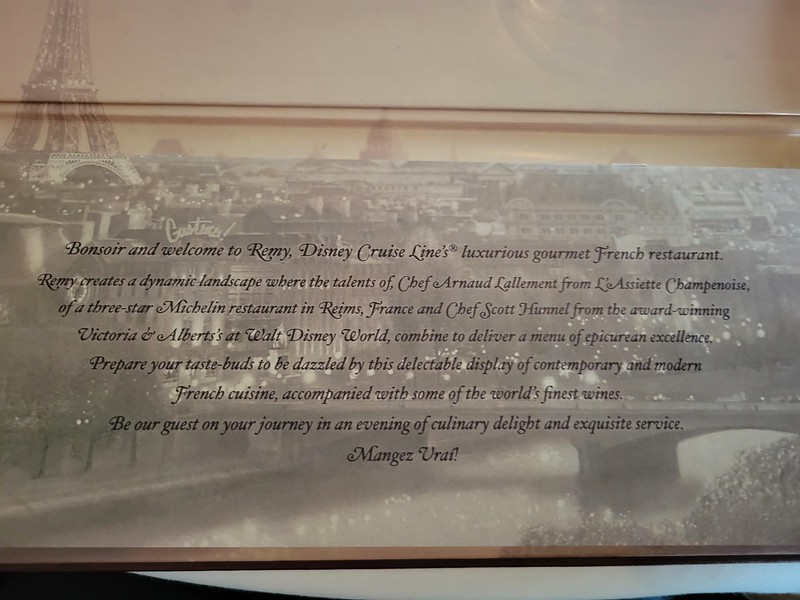 Gusteau's
Bonsoir and welcome to Remy, Disney Cruise Line's® luxurious gourmet French restaurant.
Remy creates a dynamic landscape where the talents of, Chef Arnaud Lallement from L'Assiette Champenoise,
of a three-star Michelin restaurant in Reims, France and Chef Scott Hunnel from the award-winning
Victoria & Alberts's at Walt Disney World, combine to deliver a menu of epicurean excellence.
Prepare your taste-buds to be dazzled by this delectable display of contemporary and modern
French cuisine, accompanied with some of the world's finest wines.
Be our guest on your journey in an evening of culinary delight and exquisite service.
Mangez Vrai!